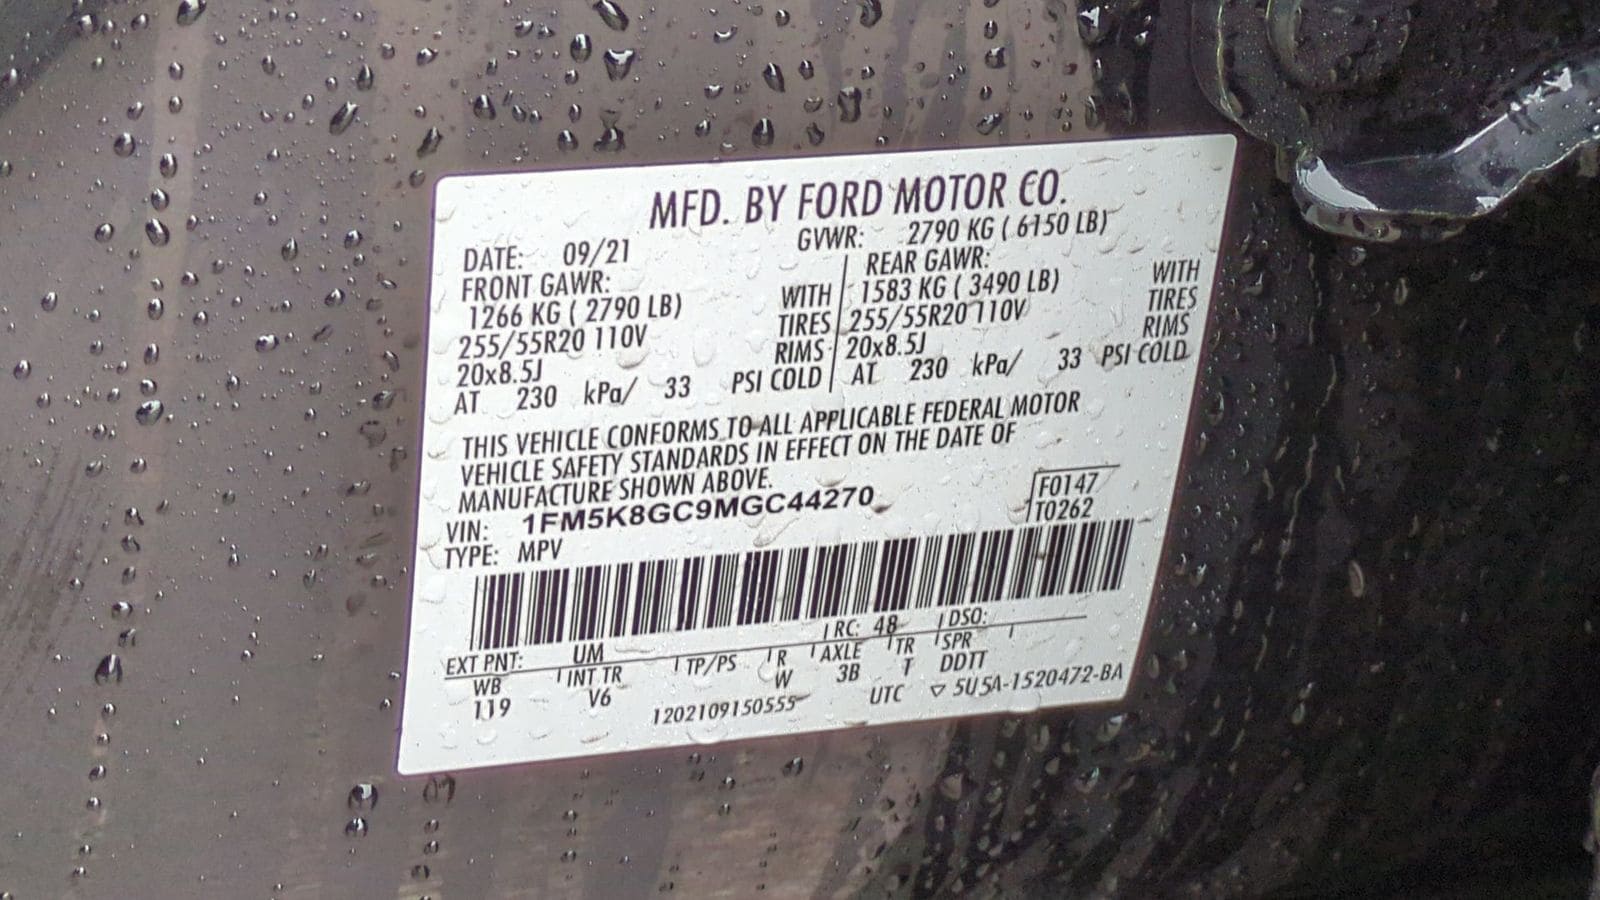 MFD. BY FORD MOTOR CO.
DATE: 09/21 GVWR: 2790 KG ( 6150 LB)
FRONT GAWR: REAR GAWR:
1266 KG ( 2790 LB) WITH 1583 KG ( 3490 LB) WITH
255/55R20 110V TIRES 255/55R20 110V TIRES
20x8.5J RIMS 20x8.5J RIMS
AT 230 kPa/ 33 PSI COLD AT 230 kPa/ 33 PSI COLD
THIS VEHICLE CONFORMS TO ALL APPLICABLE FEDERAL MOTOR
VEHICLE SAFETY STANDARDS IN EFFECT ON THE DATE OF
MANUFACTURE SHOWN ABOVE.
VIN: 1FM5K8GC9MGC44270 F0147
TYPE: MPV T0262
EXT PNT: UM RC: 48 DSO:
WB INT TR TP/PS R AXLE TR SPR
119 V6 W 3B T DDTT
1202109150555 UTC ▽ 5U5A-1520472-BA